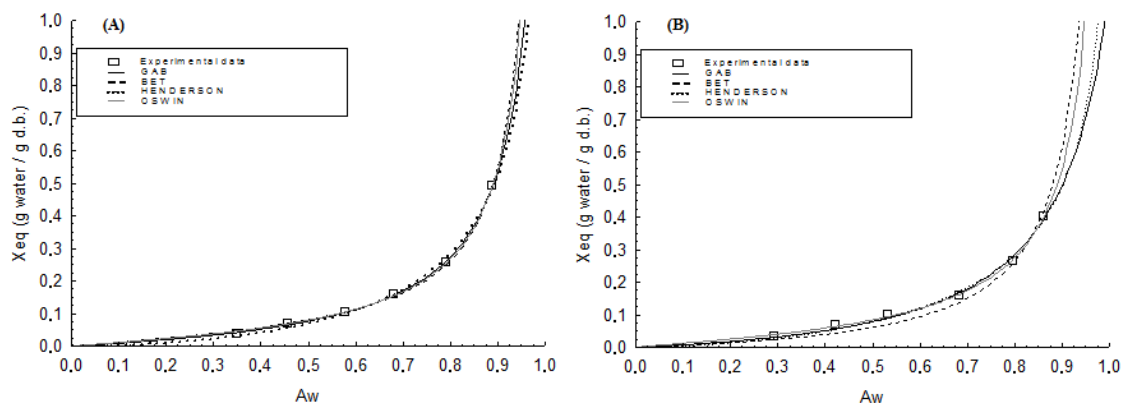 (A)
Experimental data
GAB
BET
HENDERSON
OSWIN
Xeq (g water / g d.b.)
1.0
0.9
0.8
0.7
0.6
0.5
0.4
0.3
0.2
0.1
0.0
0.0 0.1 0.2 0.3 0.4 0.5 0.6 0.7 0.8 0.9 1.0
Aw
(B)
Experimental data
GAB
BET
HENDERSON
OSWIN
Xeq (g water / g d.b.)
1.0
0.9
0.8
0.7
0.6
0.5
0.4
0.3
0.2
0.1
0.0
0.0 0.1 0.2 0.3 0.4 0.5 0.6 0.7 0.8 0.9 1.0
Aw